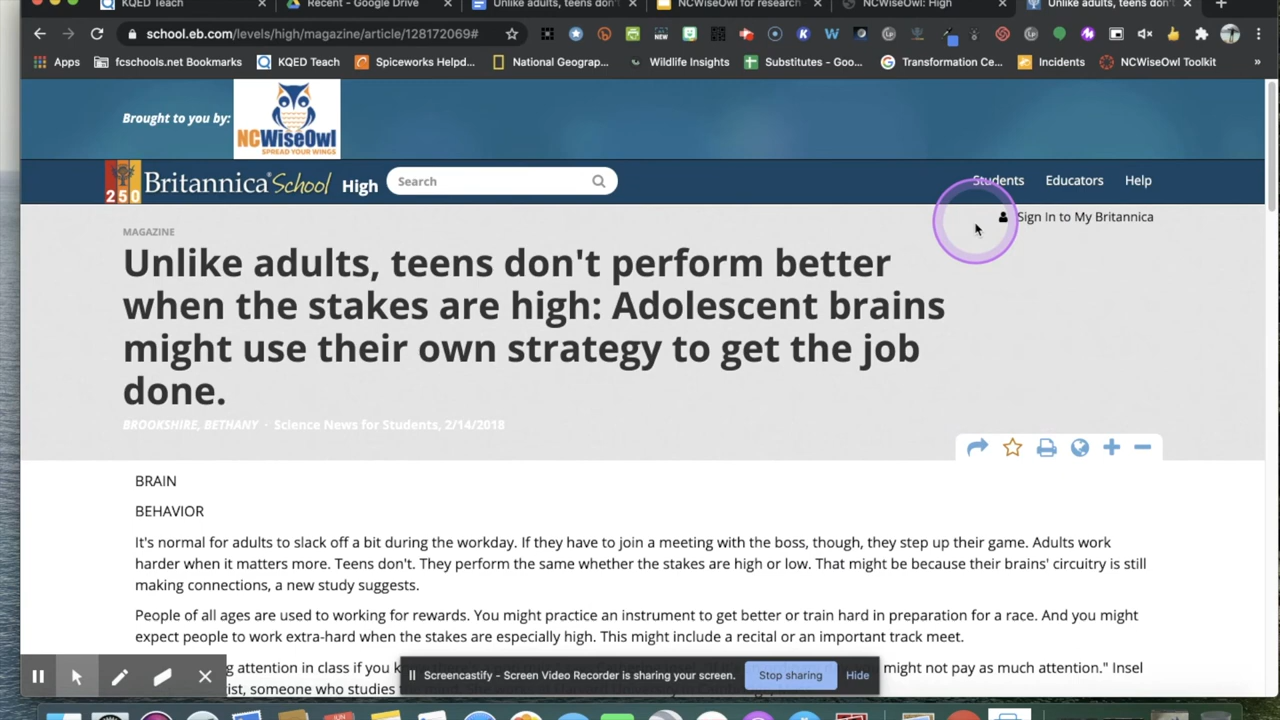 KQED Teach
Recent - Google Drive
Unlike adults, teens don't
NCWiseOwl for research
NCWiseOwl: High
Unlike adults, teens don't
school.eb.com/levels/high/magazine/article/128172069#
Apps
fcschools.net Bookmarks
KQED Teach
Spiceworks Helpd...
National Geograp...
Wildlife Insights
Substitutes - Goo...
Transformation Ce...
Incidents
NCWiseOwl Toolkit
»
Brought to you by:
NCWiseOwl
SPREAD YOUR WINGS
250
Britannica School High
Search
Students
Educators
Help
Sign In to My Britannica
MAGAZINE
Unlike adults, teens don't perform better
when the stakes are high: Adolescent brains
might use their own strategy to get the job
done.
BROOKSHIRE, BETHANY · Science News for Students, 2/14/2018
BRAIN
BEHAVIOR
It's normal for adults to slack off a bit during the workday. If they have to join a meeting with the boss, though, they step up their game. Adults work
harder when it matters more. Teens don't. They perform the same whether the stakes are high or low. That might be because their brains' circuitry is still
making connections, a new study suggests.
People of all ages are used to working for rewards. You might practice an instrument to get better or train hard in preparation for a race. And you might
expect people to work extra-hard when the stakes are especially high. This might include a recital or an important track meet.
g attention in class if you k might not pay as much attention." Insel
ist, someone who studies
Screencastify - Screen Video Recorder is sharing your screen.
Stop sharing
Hide